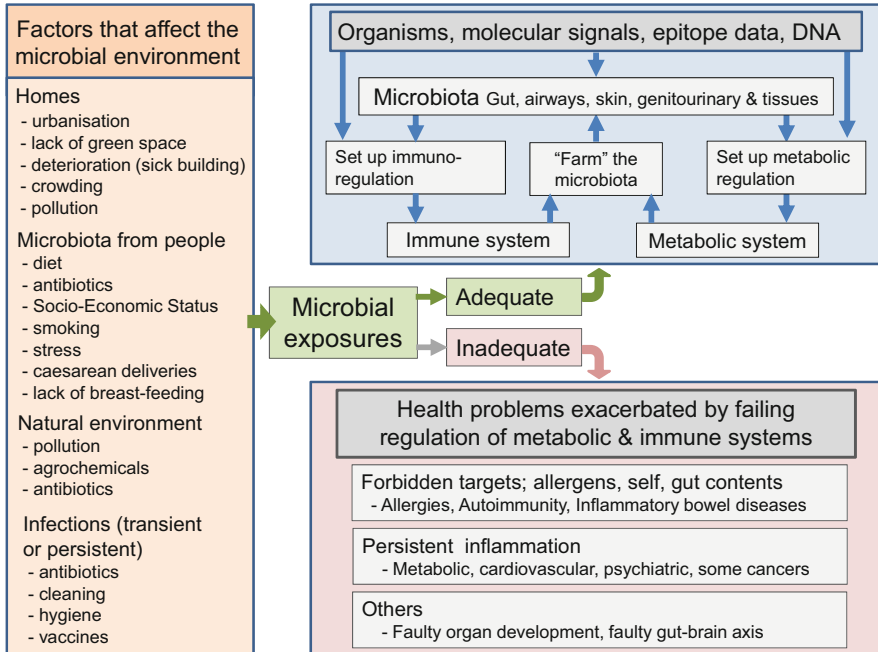 Factors that affect the
microbial environment
Homes
- urbanisation
- lack of green space
- deterioration (sick building)
- crowding
- pollution
Microbiota from people
- diet
- antibiotics
- Socio-Economic Status
- smoking
- stress
- caesarean deliveries
- lack of breast-feeding
Natural environment
- pollution
- agrochemicals
- antibiotics
Infections (transient
or persistent)
- antibiotics
- cleaning
- hygiene
- vaccines
Microbial
exposures
Adequate
Inadequate
Organisms, molecular signals, epitope data, DNA
Microbiota Gut, airways, skin, genitourinary & tissues
Set up immuno-
regulation
“Farm” the
microbiota
Set up metabolic
regulation
Immune system
Metabolic system
Health problems exacerbated by failing
regulation of metabolic & immune systems
Forbidden targets; allergens, self, gut contents
- Allergies, Autoimmunity, Inflammatory bowel diseases
Persistent inflammation
- Metabolic, cardiovascular, psychiatric, some cancers
Others
- Faulty organ development, faulty gut-brain axis